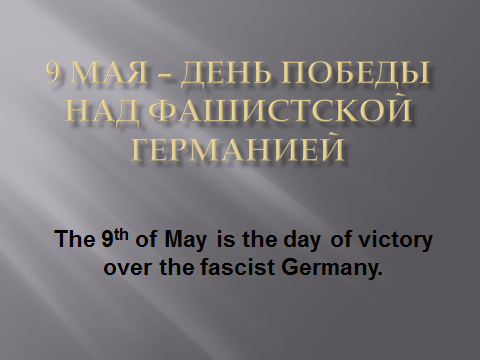 9 МАЯ – ДЕНЬ ПОБЕДЫ
НАД ФАШИСТСКОЙ
ГЕРМАНИЕЙ
The 9th of May is the day of victory
over the fascist Germany.